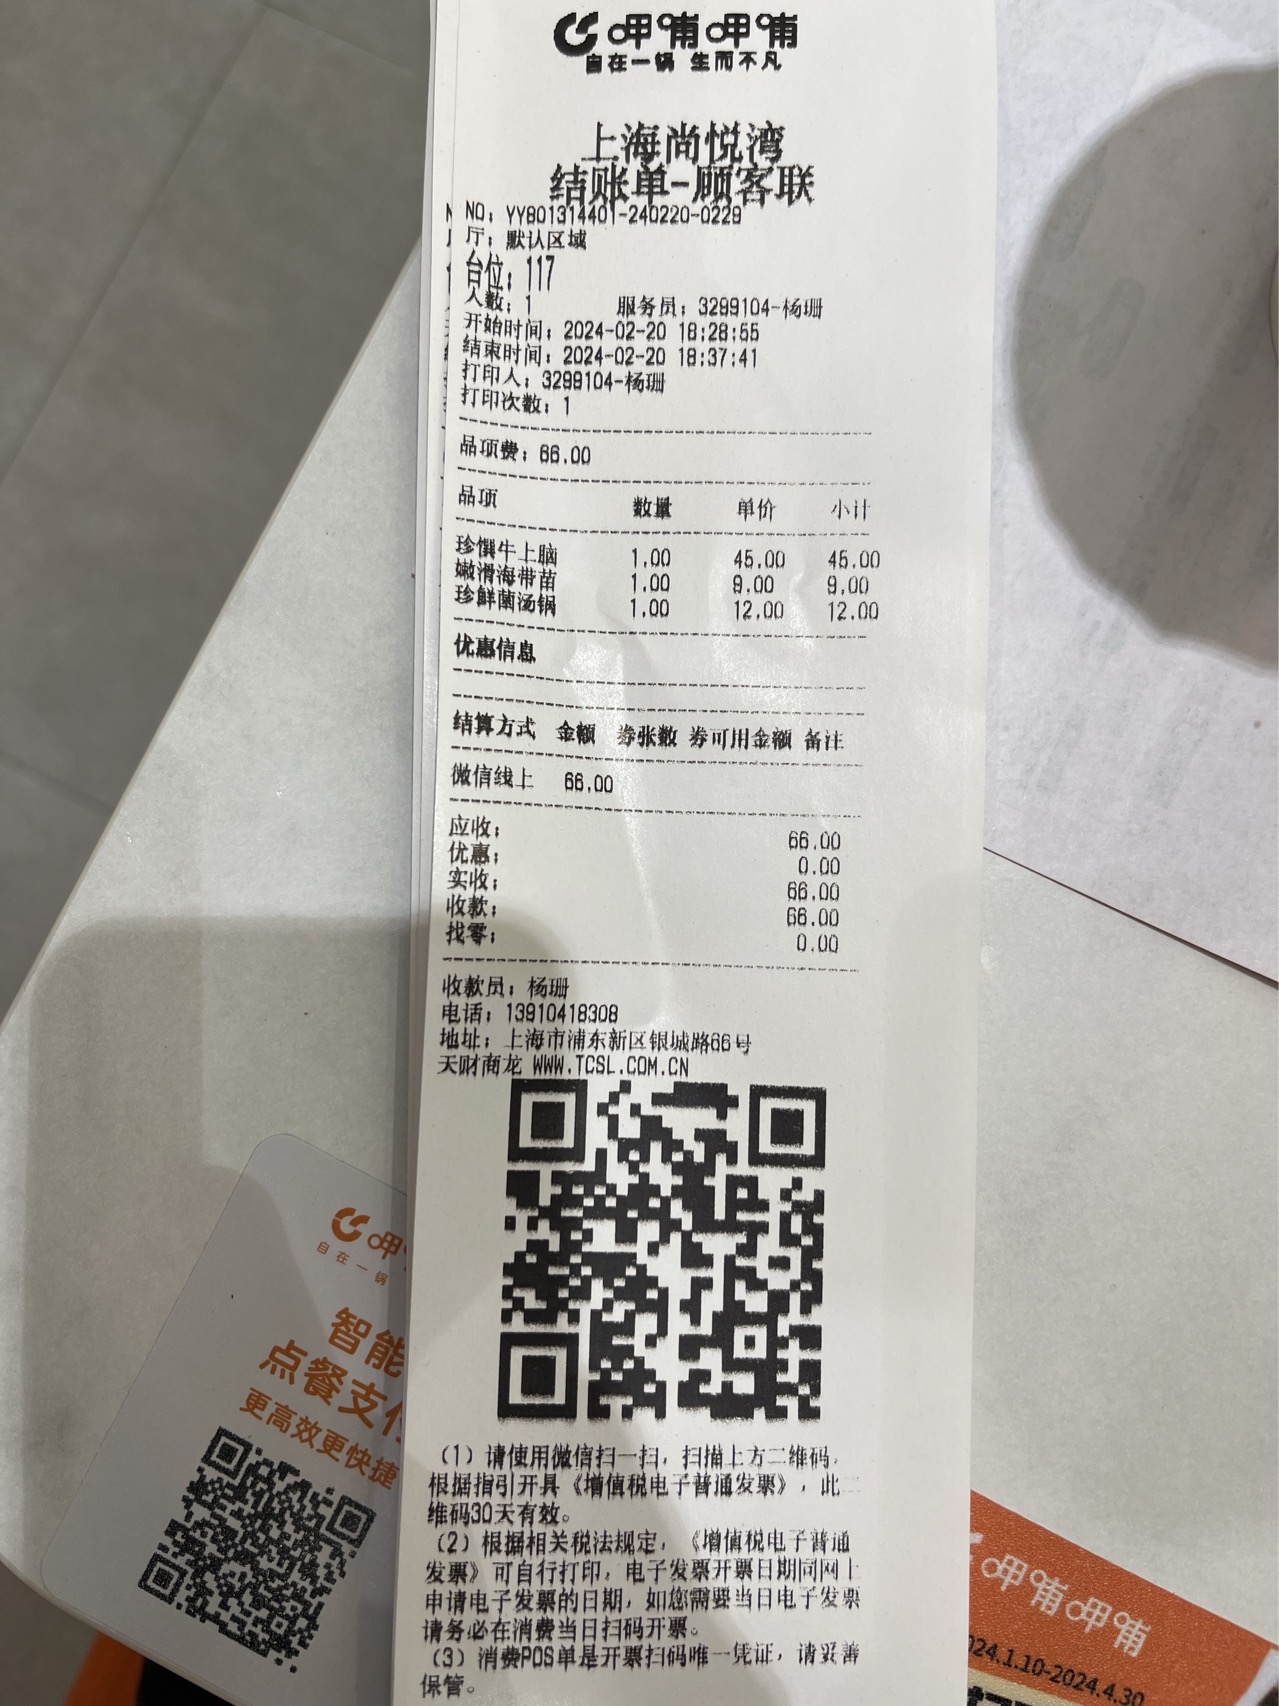 呷哺呷哺
自在一锅 生而不凡
上海尚悦湾
结账单-顾客联
NO: YY801314401-240220-0229
厅: 默认区域
台位: 117
人数: 1 服务员: 3299104-杨珊
开始时间: 2024-02-20 18:28:55
结束时间: 2024-02-20 18:37:41
打印人: 3299104-杨珊
打印次数: 1
品项费: 66.00
品项 数量 单价 小计
珍馔牛上脑 1.00 45.00 45.00
嫩滑海带苗 1.00 9.00 9.00
珍鲜菌汤锅 1.00 12.00 12.00
优惠信息
结算方式 金额 券张数 券可用金额 备注
微信线上 66.00
应收: 66.00
优惠: 0.00
实收: 66.00
收款: 66.00
找零: 0.00
收款员: 杨珊
电话: 13910418308
地址: 上海市浦东新区银城路66号
天财商龙 WWW.TCSL.COM.CN
(1) 请使用微信扫一扫, 扫描上方二维码,
根据指引开具《增值税电子普通发票》, 此二
维码30天有效。
(2) 根据相关税法规定, 《增值税电子普通
发票》可自行打印, 电子发票开票日期同网上
申请电子发票的日期, 如您需要当日电子发票
请务必在消费当日扫码开票。
(3) 消费POS单是开票扫码唯一凭证, 请妥善
保管。
呷
自在一锅
智能
点餐支付
更高效更快捷
呷哺呷哺
024.1.10-2024.4.30